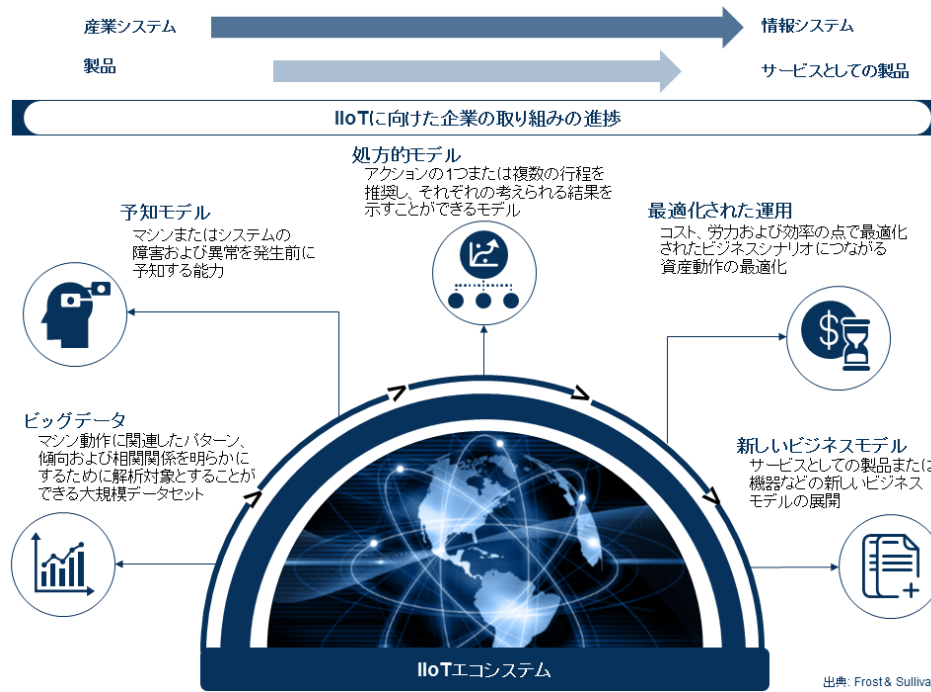 産業システム
情報システム
製品
サービスとしての製品
IIoTに向けた企業の取り組みの進捗
処方的モデル
アクションの1つまたは複数の行程を
推奨し、それぞれの考えられる結果を
示すことができるモデル
予知モデル
マシンまたはシステムの
障害および異常を発生前に
予知する能力
最適化された運用
コスト、労力および効率の点で最適化
されたビジネスシナリオにつながる
資産動作の最適化
ビッグデータ
マシン動作に関連したパターン、
傾向および相関関係を明らかに
するために解析対象とすることが
できる大規模データセット
新しいビジネスモデル
サービスとしての製品または
機器などの新しいビジネス
モデルの展開
IIoTエコシステム
出典: Frost & Sulliva